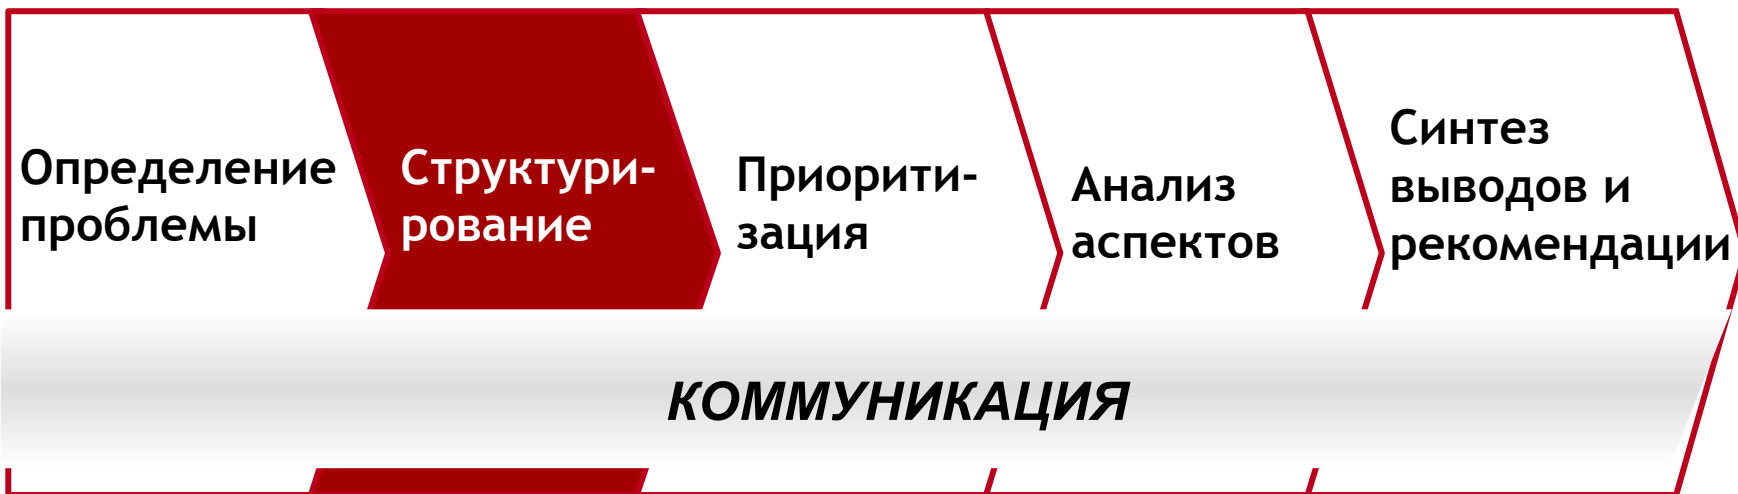 Определение
проблемы
Структури-
рование
Приорити-
зация
Анализ
аспектов
Синтез
выводов и
рекомендации
КОММУНИКАЦИЯ